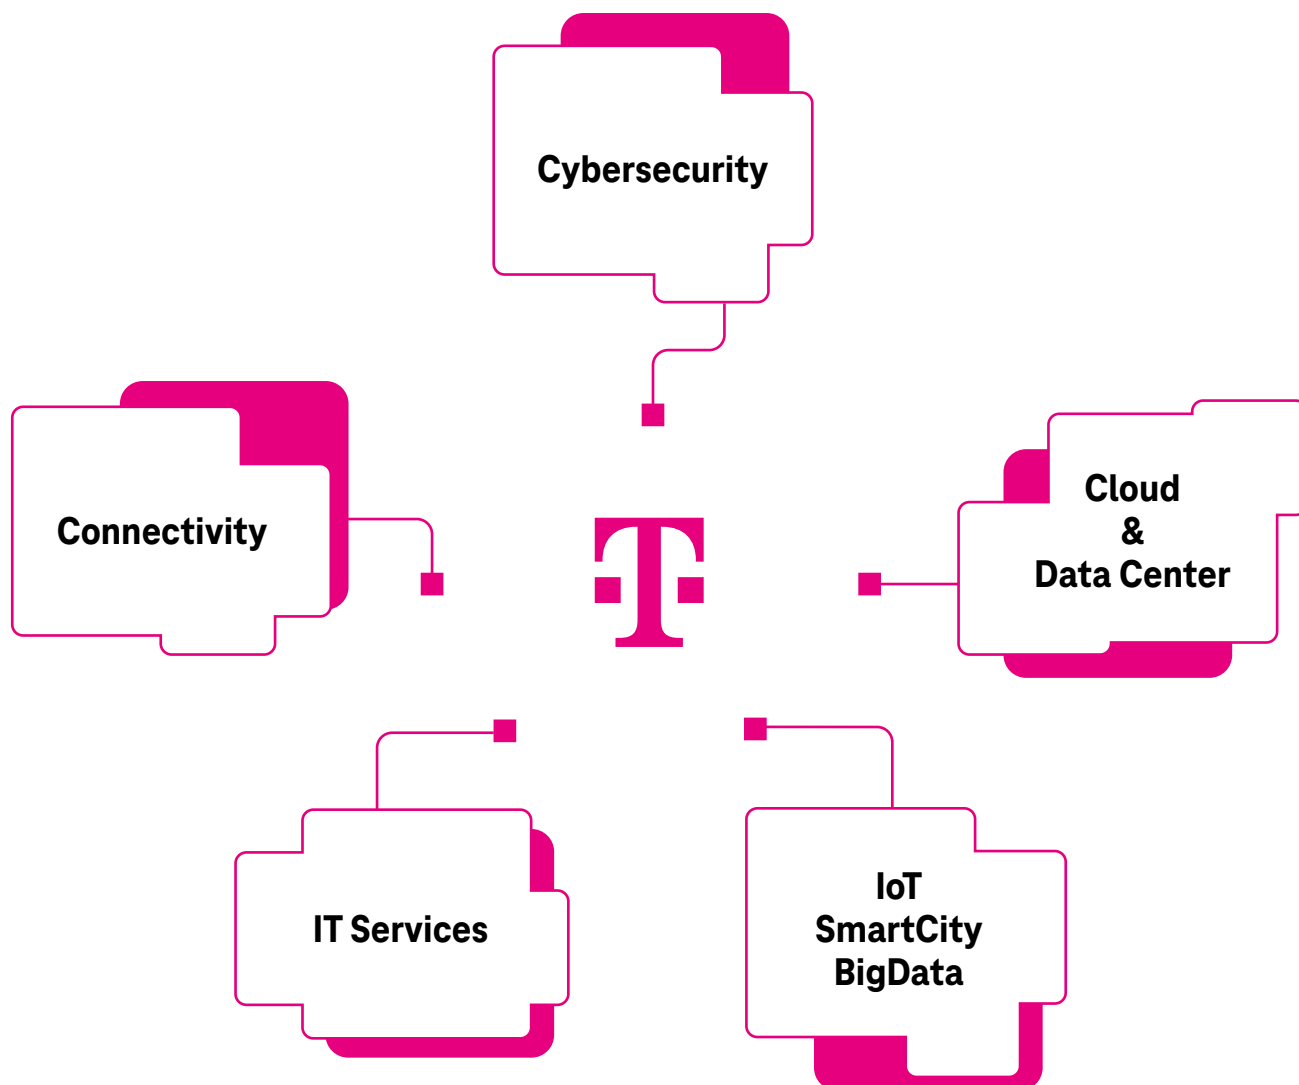 Cybersecurity
Connectivity
Cloud
&
Data Center
T
IT Services
IoT
SmartCity
BigData